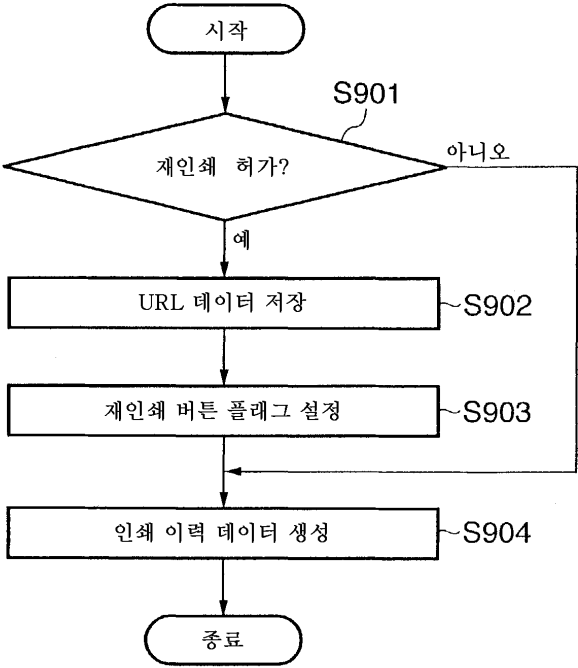 시작
S901
재인쇄 허가?
아니오
예
URL 데이터 저장
S902
재인쇄 버튼 플래그 설정
S903
인쇄 이력 데이터 생성
S904
종료